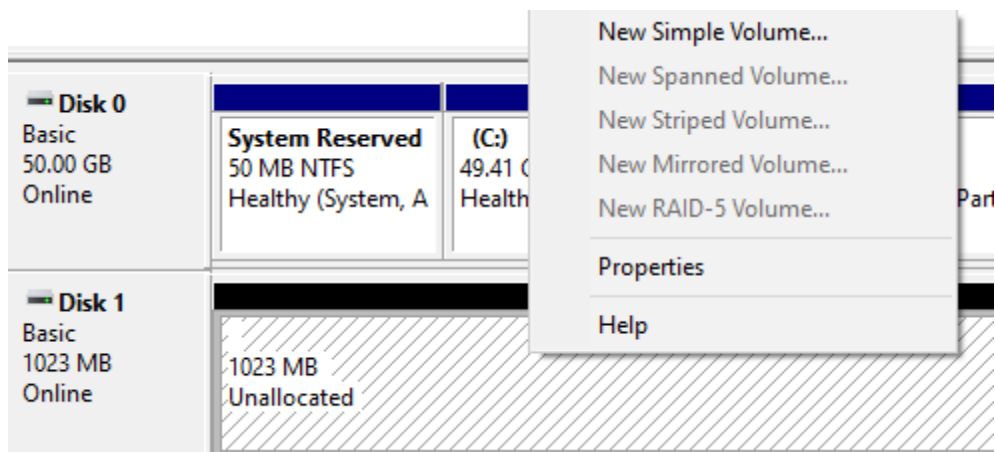 New Simple Volume...
New Spanned Volume...
New Striped Volume...
New Mirrored Volume...
New RAID-5 Volume...
Properties
Help
Disk 0
Basic
50.00 GB
Online
System Reserved
50 MB NTFS
Healthy (System, A
(C:)
49.41
Disk 1
Basic
1023 MB
Online
1023 MB
Unallocated